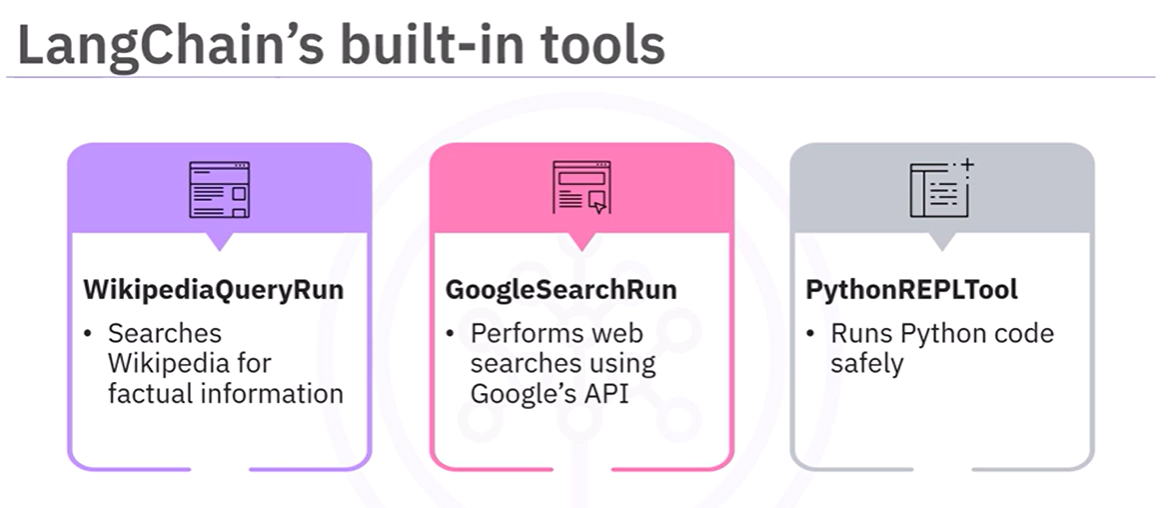 LangChain’s built-in tools
WikipediaQueryRun
• Searches
Wikipedia for
factual information
GoogleSearchRun
• Performs web
searches using
Google’s API
PythonREPLTool
• Runs Python code
safely